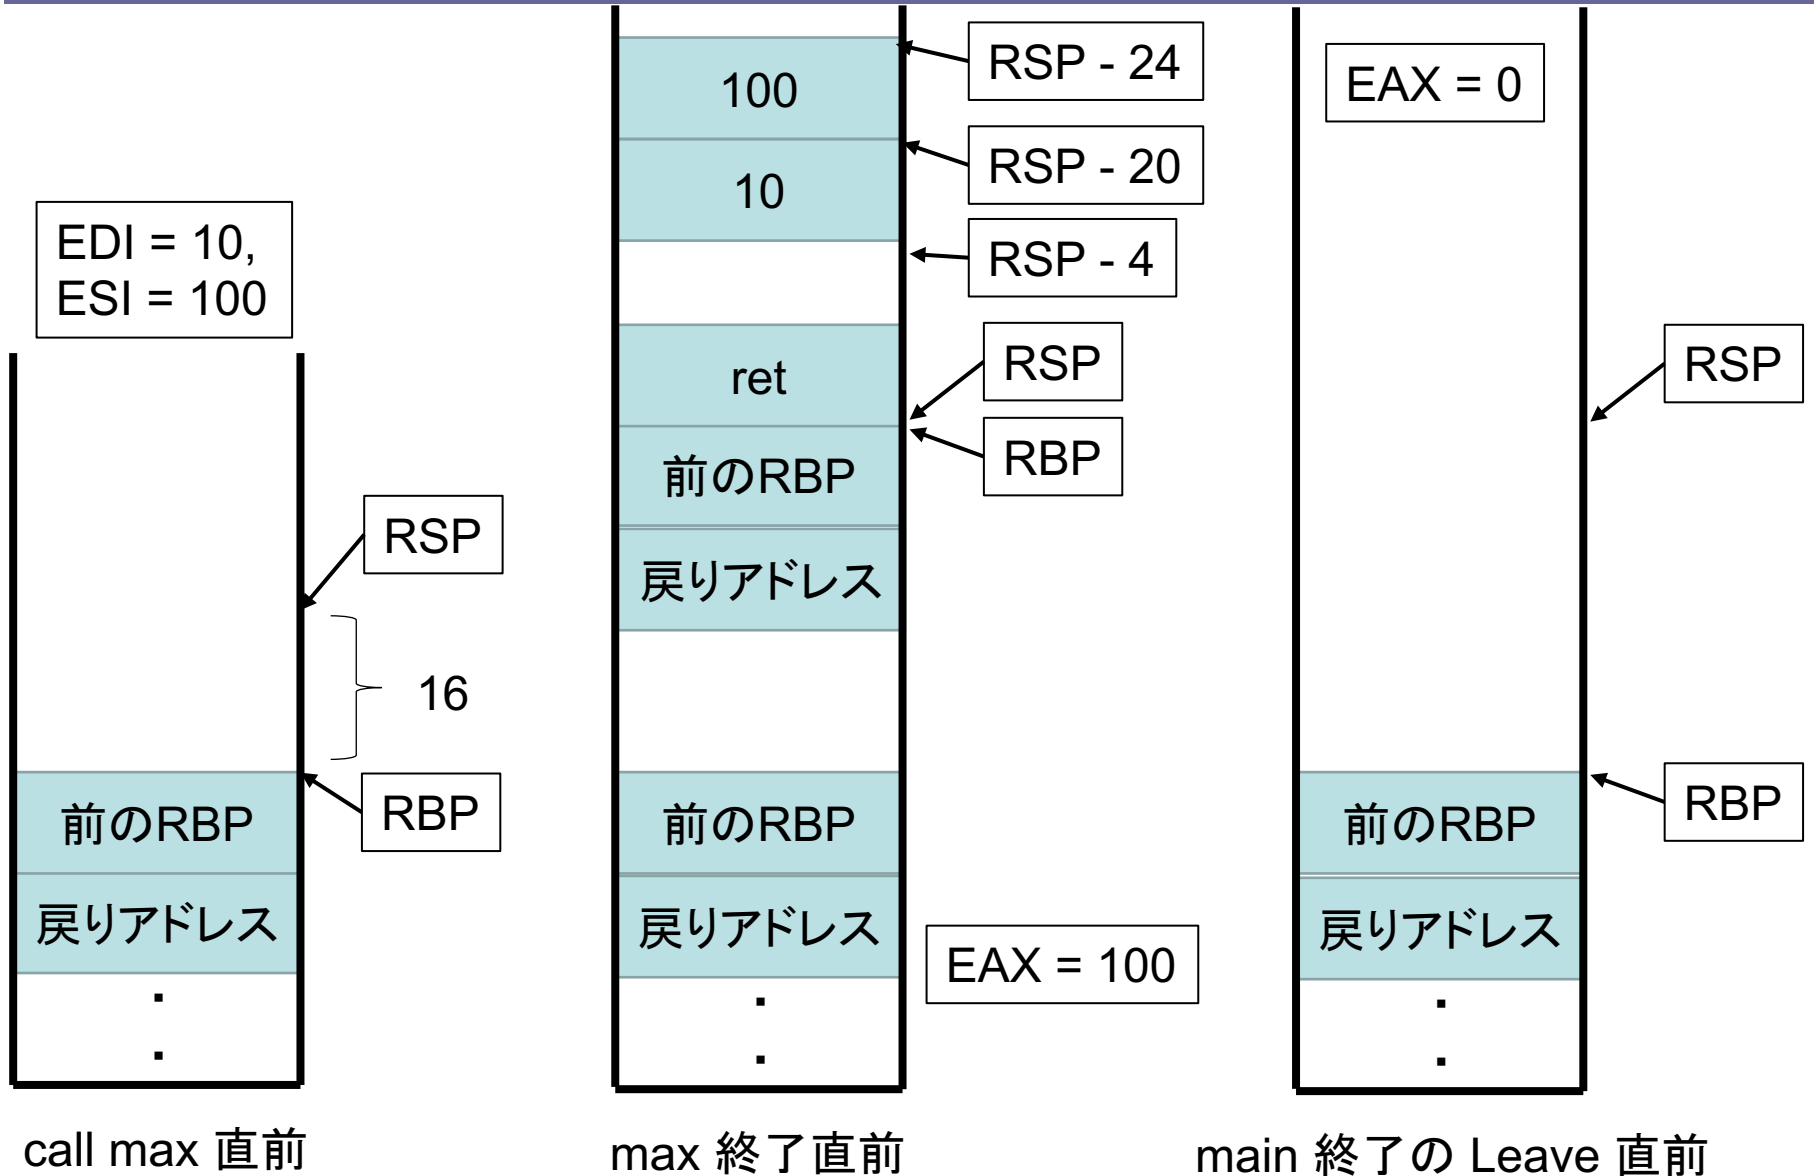 EDI = 10,
ESI = 100
RSP
16
RBP
前のRBP
戻りアドレス
.
.
call max 直前
RSP - 24
100
RSP - 20
10
RSP - 4
ret
RSP
RBP
前のRBP
戻りアドレス
前のRBP
戻りアドレス
EAX = 100
.
.
max 終了直前
EAX = 0
RSP
RBP
前のRBP
戻りアドレス
.
.
main 終了の Leave 直前